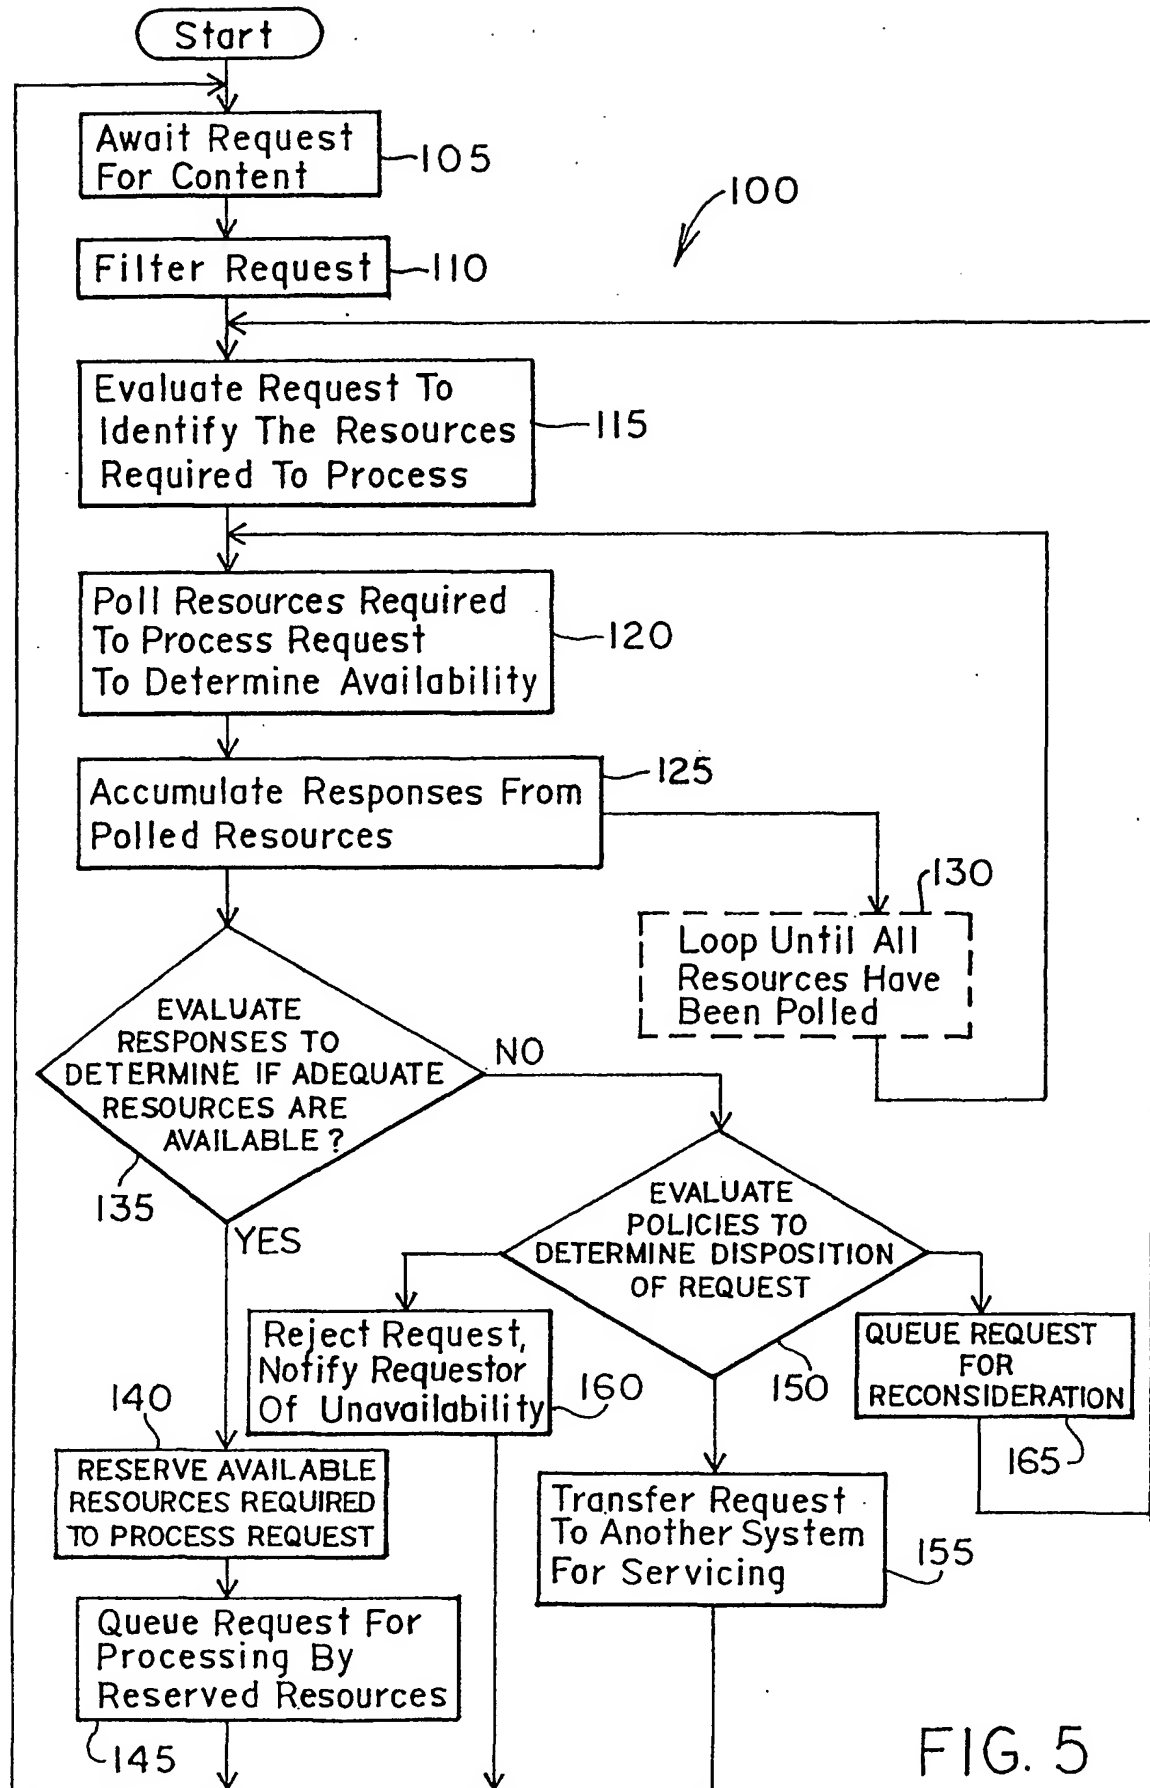 Start
Await Request
For Content
105
100
Filter Request
110
Evaluate Request To
Identify The Resources
Required To Process
115
Poll Resources Required
To Process Request
To Determine Availability
120
Accumulate Responses From
Polled Resources
125
130
Loop Until All
Resources Have
Been Polled
EVALUATE
RESPONSES TO
DETERMINE IF ADEQUATE
RESOURCES ARE
AVAILABLE?
135
NO
YES
EVALUATE
POLICIES TO
DETERMINE DISPOSITION
OF REQUEST
150
Reject Request,
Notify Requestor
Of Unavailability
160
QUEUE REQUEST
FOR
RECONSIDERATION
165
140
RESERVE AVAILABLE
RESOURCES REQUIRED
TO PROCESS REQUEST
Transfer Request
To Another System
For Servicing
155
Queue Request For
Processing By
Reserved Resources
145
FIG. 5